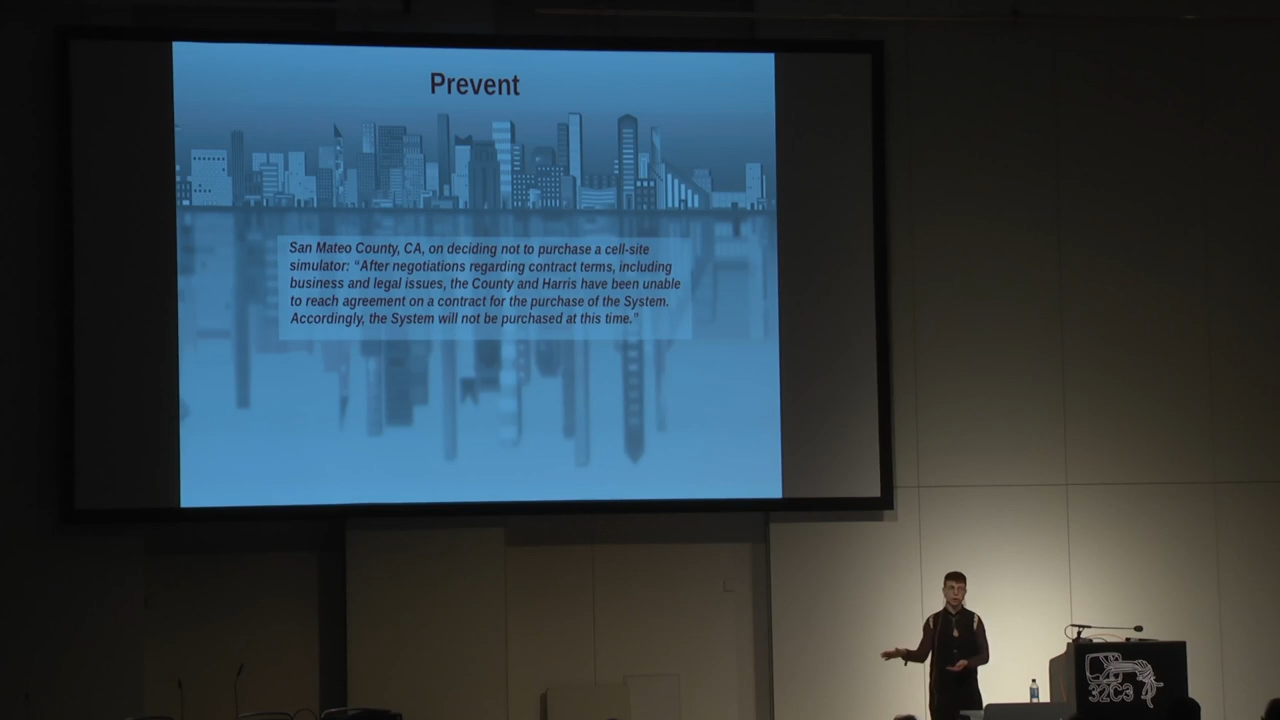 Prevent
San Mateo County, CA, on deciding not to purchase a cell-site
simulator: “After negotiations regarding contract terms, including
business and legal issues, the County and Harris have been unable
to reach agreement on a contract for the purchase of the System.
Accordingly, the System will not be purchased at this time.”
32C3